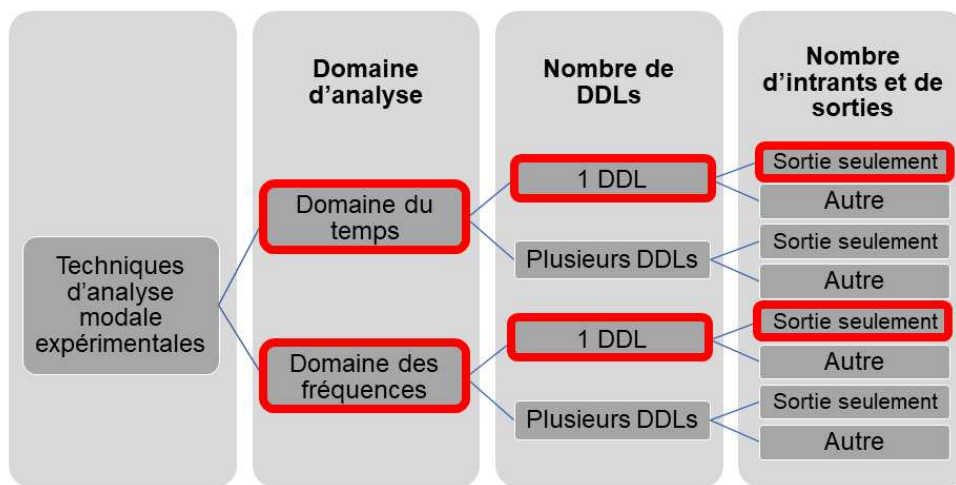 Domaine
d'analyse
Nombre de
DDLs
Nombre
d'intrants et de
sorties
Techniques
d'analyse
modale
expérimentales
Domaine du
temps
1 DDL
Sortie seulement
Autre
Plusieurs DDLs
Sortie seulement
Autre
Domaine des
fréquences
1 DDL
Sortie seulement
Autre
Plusieurs DDLs
Sortie seulement
Autre